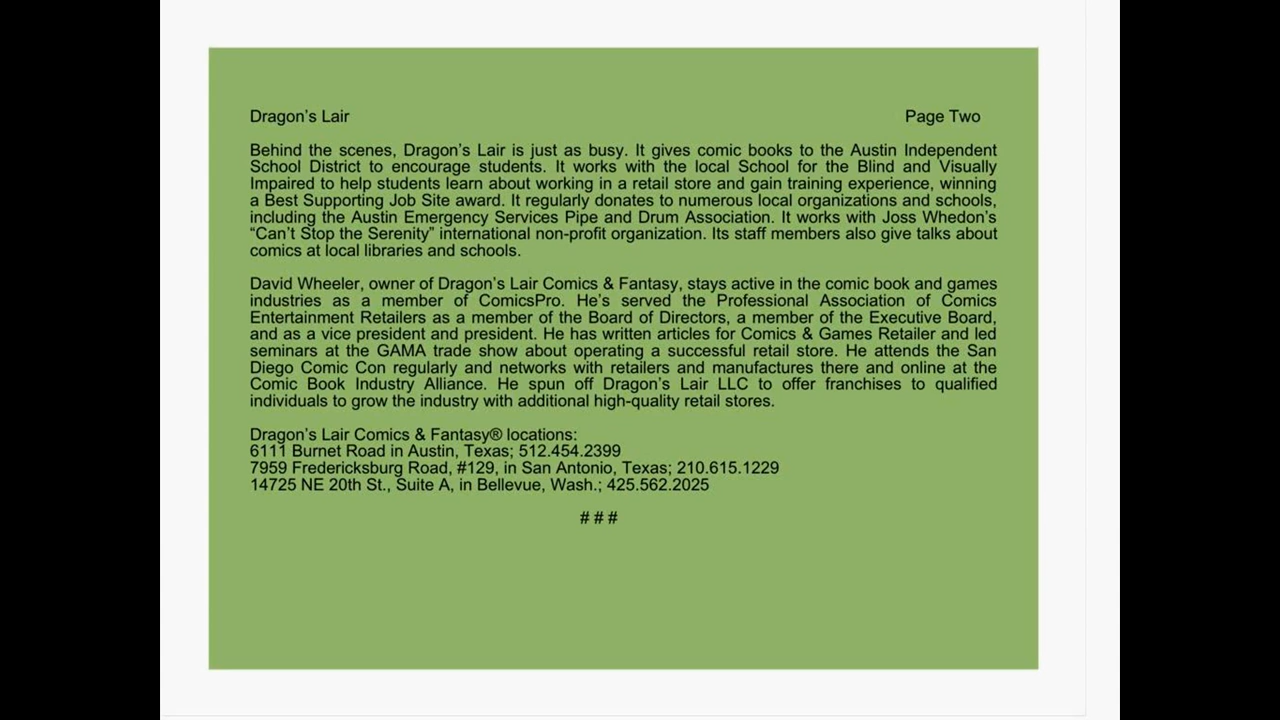 Dragon’s Lair Page Two
Behind the scenes, Dragon’s Lair is just as busy. It gives comic books to the Austin Independent
School District to encourage students. It works with the local School for the Blind and Visually
Impaired to help students learn about working in a retail store and gain training experience, winning
a Best Supporting Job Site award. It regularly donates to numerous local organizations and schools,
including the Austin Emergency Services Pipe and Drum Association. It works with Joss Whedon’s
“Can’t Stop the Serenity” international non-profit organization. Its staff members also give talks about
comics at local libraries and schools.
David Wheeler, owner of Dragon’s Lair Comics & Fantasy, stays active in the comic book and games
industries as a member of ComicsPro. He’s served the Professional Association of Comics
Entertainment Retailers as a member of the Board of Directors, a member of the Executive Board,
and as a vice president and president. He has written articles for Comics & Games Retailer and led
seminars at the GAMA trade show about operating a successful retail store. He attends the San
Diego Comic Con regularly and networks with retailers and manufactures there and online at the
Comic Book Industry Alliance. He spun off Dragon’s Lair LLC to offer franchises to qualified
individuals to grow the industry with additional high-quality retail stores.
Dragon’s Lair Comics & Fantasy® locations:
6111 Burnet Road in Austin, Texas; 512.454.2399
7959 Fredericksburg Road, #129, in San Antonio, Texas; 210.615.1229
14725 NE 20th St., Suite A, in Bellevue, Wash.; 425.562.2025
# # #